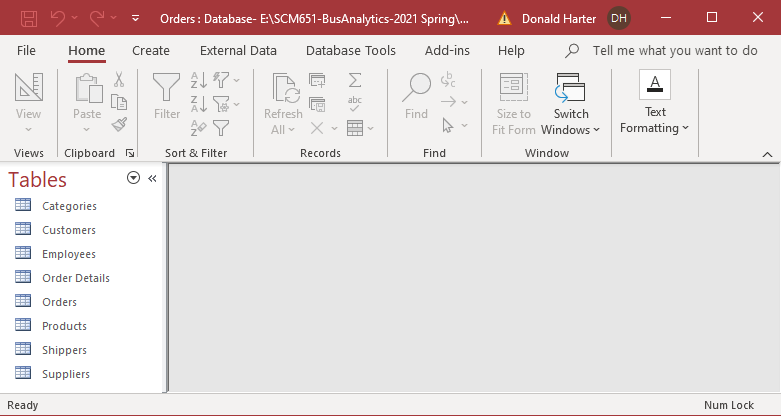 Orders : Database- E:\SCM651-BusAnalytics-2021 Spring\... Donald Harter DH
File Home Create External Data Database Tools Add-ins Help Tell me what you want to do
View Paste Filter Refresh All Find Size to Fit Form Switch Windows Text Formatting
Views Clipboard Sort & Filter Records Find Window
Tables
Categories
Customers
Employees
Order Details
Orders
Products
Shippers
Suppliers
Ready Num Lock